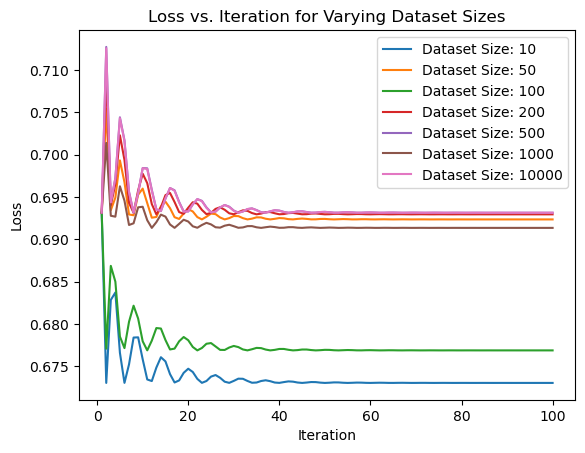 Loss vs. Iteration for Varying Dataset Sizes
Dataset Size: 10
Dataset Size: 50
Dataset Size: 100
Dataset Size: 200
Dataset Size: 500
Dataset Size: 1000
Dataset Size: 10000
0.710
0.705
0.700
0.695
0.690
0.685
0.680
0.675
Loss
0 20 40 60 80 100
Iteration